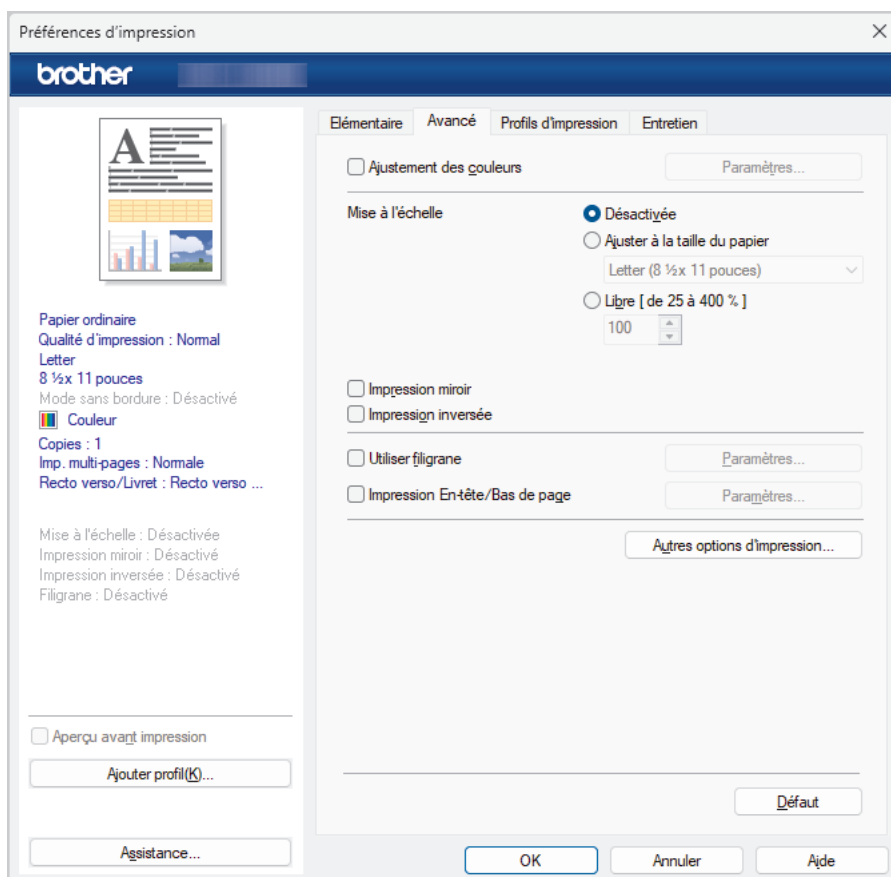 Préférences d'impression
brother
Elémentaire Avancé Profils d'impression Entretien
A
Ajustement des couleurs Paramètres...
Mise à l'échelle Désactivée
Ajuster à la taille du papier
Letter (8 ½x 11 pouces)
Libre [ de 25 à 400 % ]
100
Impression miroir
Impression inversée
Utiliser filigrane Paramètres...
Impression En-tête/Bas de page Paramètres...
Autres options d'impression...
Papier ordinaire
Qualité d'impression : Normal
Letter
8 ½x 11 pouces
Mode sans bordure : Désactivé
Couleur
Copies : 1
Imp. multi-pages : Normale
Recto verso/Livret : Recto verso ...
Mise à l'échelle : Désactivée
Impression miroir : Désactivé
Impression inversée : Désactivé
Filigrane : Désactivé
Aperçu avant impression
Ajouter profil(K)...
Assistance...
Défaut
OK Annuler Aide